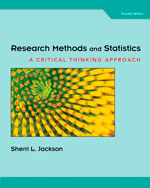 Fourth Edition
Research Methods and Statistics
A CRITICAL THINKING APPROACH
Sherri L. Jackson